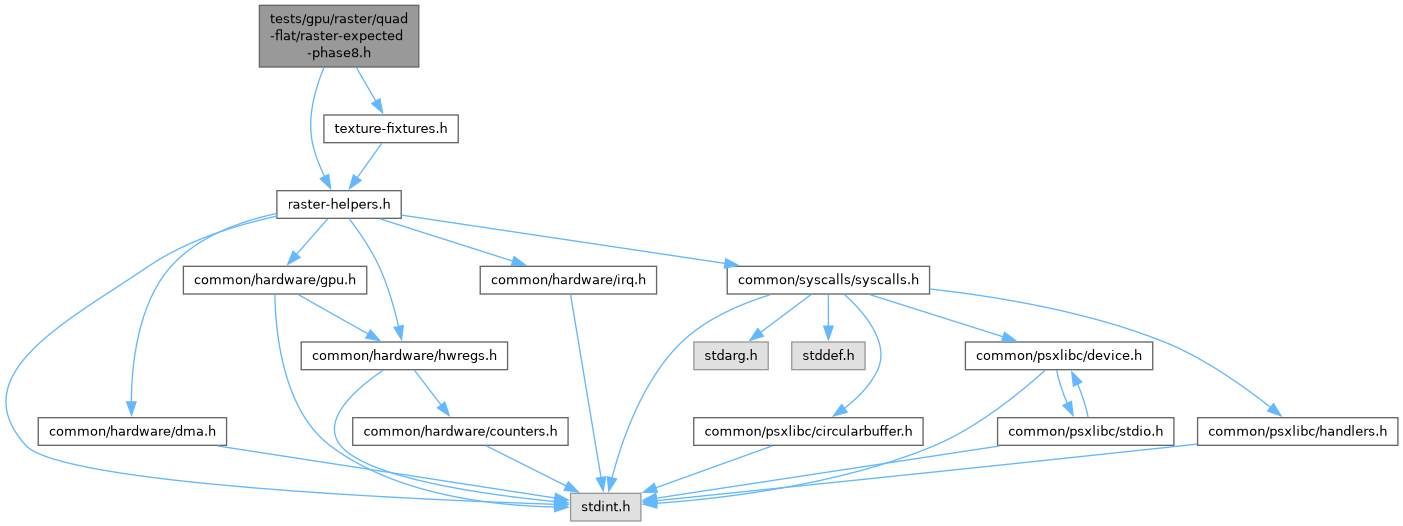 tests/gpu/raster/quad
-flat/raster-expected
-phase8.h
texture-fixtures.h
raster-helpers.h
common/hardware/gpu.h
common/hardware/irq.h
common/syscalls/syscalls.h
common/hardware/hwregs.h
stdarg.h
stddef.h
common/psxlibc/device.h
common/hardware/dma.h
common/hardware/counters.h
common/psxlibc/circularbuffer.h
common/psxlibc/stdio.h
common/psxlibc/handlers.h
stdint.h